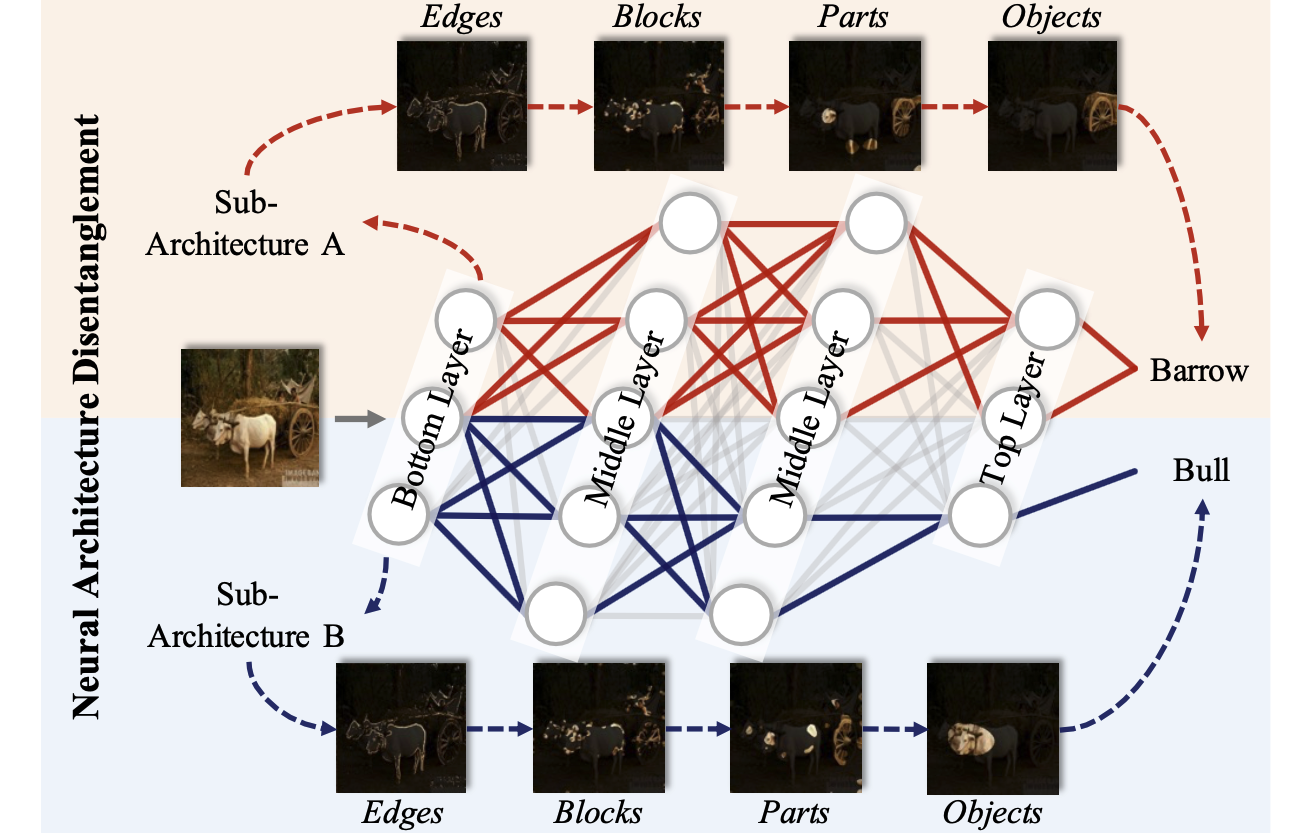 Edges
Blocks
Parts
Objects
Neural Architecture Disentanglement
Sub-
Architecture A
Bottom Layer
Middle Layer
Middle Layer
Top Layer
Barrow
Bull
Sub-
Architecture B
Edges
Blocks
Parts
Objects